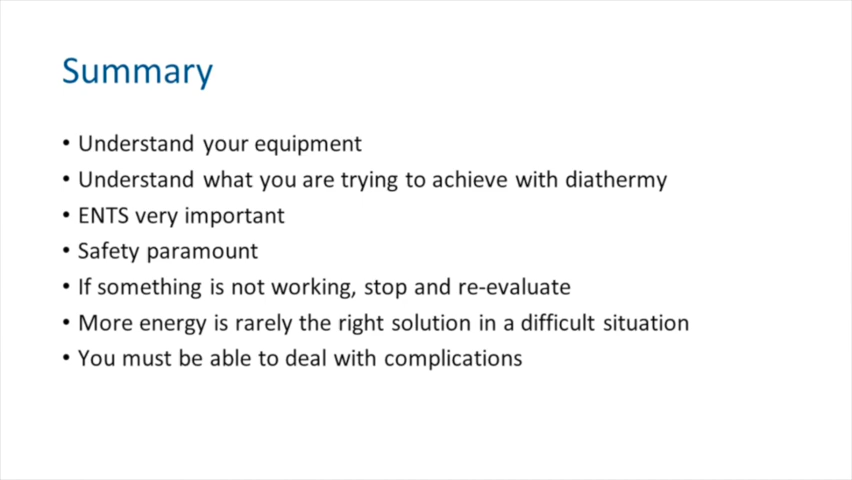 Summary
• Understand your equipment
• Understand what you are trying to achieve with diathermy
• ENTS very important
• Safety paramount
• If something is not working, stop and re-evaluate
• More energy is rarely the right solution in a difficult situation
• You must be able to deal with complications